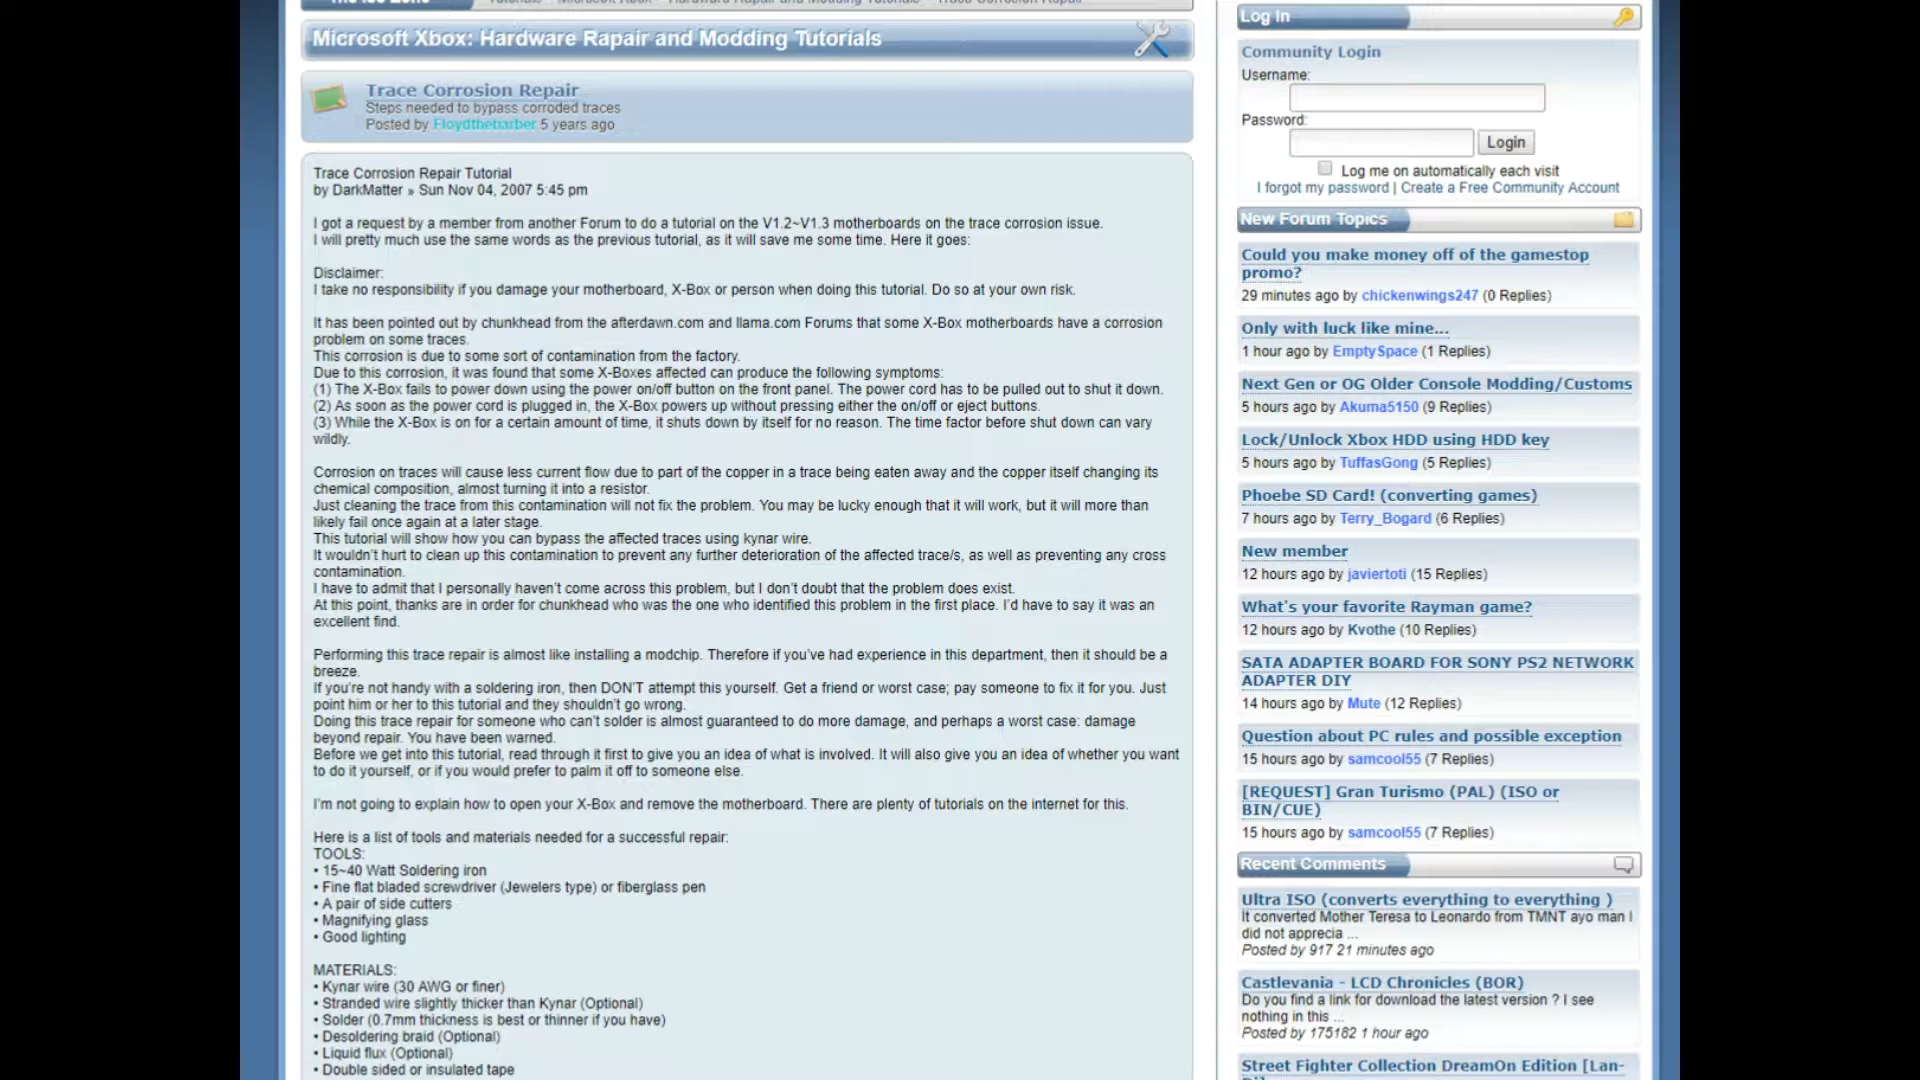 The Iso Zone Tutorials Microsoft Xbox Hardware Repair and Modding Tutorials Trace Corrosion Repair
Microsoft Xbox: Hardware Rapair and Modding Tutorials
Trace Corrosion Repair
Steps needed to bypass corroded traces
Posted by Floydthebarber 5 years ago
Trace Corrosion Repair Tutorial
by DarkMatter » Sun Nov 04, 2007 5:45 pm
I got a request by a member from another Forum to do a tutorial on the V1.2~V1.3 motherboards on the trace corrosion issue.
I will pretty much use the same words as the previous tutorial, as it will save me some time. Here it goes:
Disclaimer:
I take no responsibility if you damage your motherboard, X-Box or person when doing this tutorial. Do so at your own risk.
It has been pointed out by chunkhead from the afterdawn.com and llama.com Forums that some X-Box motherboards have a corrosion
problem on some traces.
This corrosion is due to some sort of contamination from the factory.
Due to this corrosion, it was found that some X-Boxes affected can produce the following symptoms:
(1) The X-Box fails to power down using the power on/off button on the front panel. The power cord has to be pulled out to shut it down.
(2) As soon as the power cord is plugged in, the X-Box powers up without pressing either the on/off or eject buttons.
(3) While the X-Box is on for a certain amount of time, it shuts down by itself for no reason. The time factor before shut down can vary
wildly.
Corrosion on traces will cause less current flow due to part of the copper in a trace being eaten away and the copper itself changing its
chemical composition, almost turning it into a resistor.
Just cleaning the trace from this contamination will not fix the problem. You may be lucky enough that it will work, but it will more than
likely fail once again at a later stage.
This tutorial will show how you can bypass the affected traces using kynar wire.
It wouldn't hurt to clean up this contamination to prevent any further deterioration of the affected trace/s, as well as preventing any cross
contamination.
I have to admit that I personally haven't come across this problem, but I don't doubt that the problem does exist.
At this point, thanks are in order for chunkhead who was the one who identified this problem in the first place. I'd have to say it was an
excellent find.
Performing this trace repair is almost like installing a modchip. Therefore if you've had experience in this department, then it should be a
breeze.
If you're not handy with a soldering iron, then DON'T attempt this yourself. Get a friend or worst case; pay someone to fix it for you. Just
point him or her to this tutorial and they shouldn't go wrong.
Doing this trace repair for someone who can't solder is almost guaranteed to do more damage, and perhaps a worst case: damage
beyond repair. You have been warned.
Before we get into this tutorial, read through it first to give you an idea of what is involved. It will also give you an idea of whether you want
to do it yourself, or if you would prefer to palm it off to someone else.
I'm not going to explain how to open your X-Box and remove the motherboard. There are plenty of tutorials on the internet for this.
Here is a list of tools and materials needed for a successful repair:
TOOLS:
• 15~40 Watt Soldering iron
• Fine flat bladed screwdriver (Jewelers type) or fiberglass pen
• A pair of side cutters
• Magnifying glass
• Good lighting
MATERIALS:
• Kynar wire (30 AWG or finer)
• Stranded wire slightly thicker than Kynar (Optional)
• Solder (0.7mm thickness is best or thinner if you have)
• Desoldering braid (Optional)
• Liquid flux (Optional)
• Double sided or insulated tape
Log In
Community Login
Username:
Password:
Login
Log me on automatically each visit
I forgot my password | Create a Free Community Account
New Forum Topics
Could you make money off of the gamestop
promo?
29 minutes ago by chickenwings247 (0 Replies)
Only with luck like mine...
1 hour ago by EmptySpace (1 Replies)
Next Gen or OG Older Console Modding/Customs
5 hours ago by Akuma5150 (9 Replies)
Lock/Unlock Xbox HDD using HDD key
5 hours ago by TuffasGong (5 Replies)
Phoebe SD Card! (converting games)
7 hours ago by Terry_Bogard (6 Replies)
New member
12 hours ago by javiertoti (15 Replies)
What's your favorite Rayman game?
12 hours ago by Kvothe (10 Replies)
SATA ADAPTER BOARD FOR SONY PS2 NETWORK
ADAPTER DIY
14 hours ago by Mute (12 Replies)
Question about PC rules and possible exception
15 hours ago by samcool55 (7 Replies)
[REQUEST] Gran Turismo (PAL) (ISO or
BIN/CUE)
15 hours ago by samcool55 (7 Replies)
Recent Comments
Ultra ISO (converts everything to everything )
It converted Mother Teresa to Leonardo from TMNT ayo man I
did not apprecia ...
Posted by 917 21 minutes ago
Castlevania - LCD Chronicles (BOR)
Do you find a link for download the latest version ? I see
nothing in this ...
Posted by 175182 1 hour ago
Street Fighter Collection DreamOn Edition [Lan-